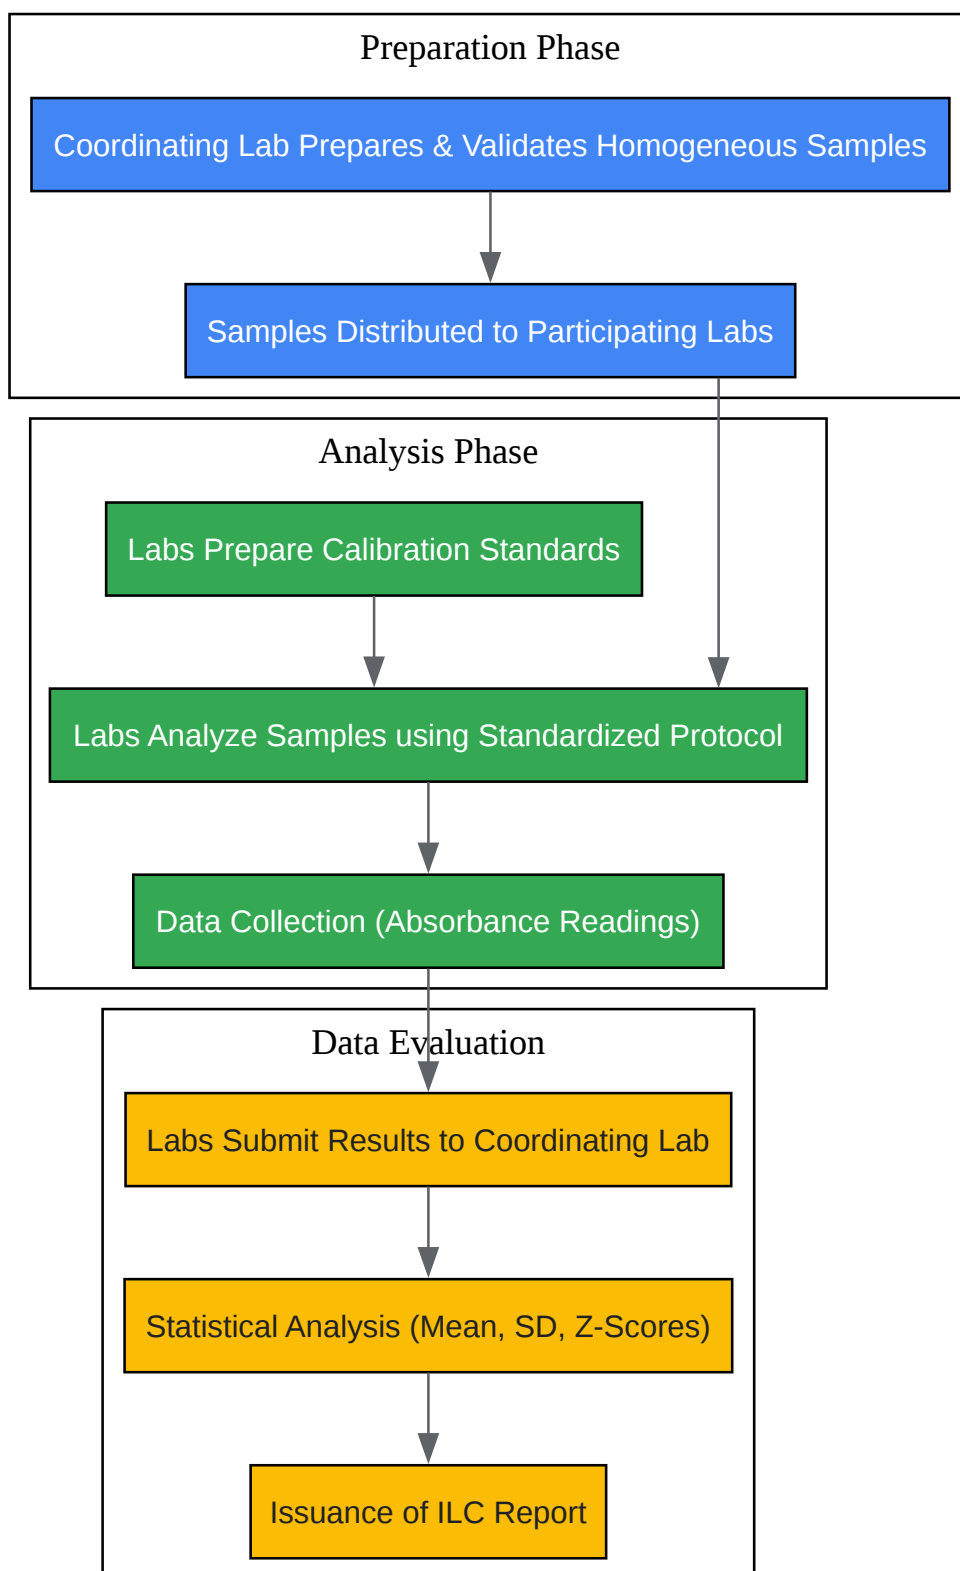 Preparation Phase
Coordinating Lab Prepares & Validates Homogeneous Samples
Samples Distributed to Participating Labs
Analysis Phase
Labs Prepare Calibration Standards
Labs Analyze Samples using Standardized Protocol
Data Collection (Absorbance Readings)
Data Evaluation
Labs Submit Results to Coordinating Lab
Statistical Analysis (Mean, SD, Z-Scores)
Issuance of ILC Report